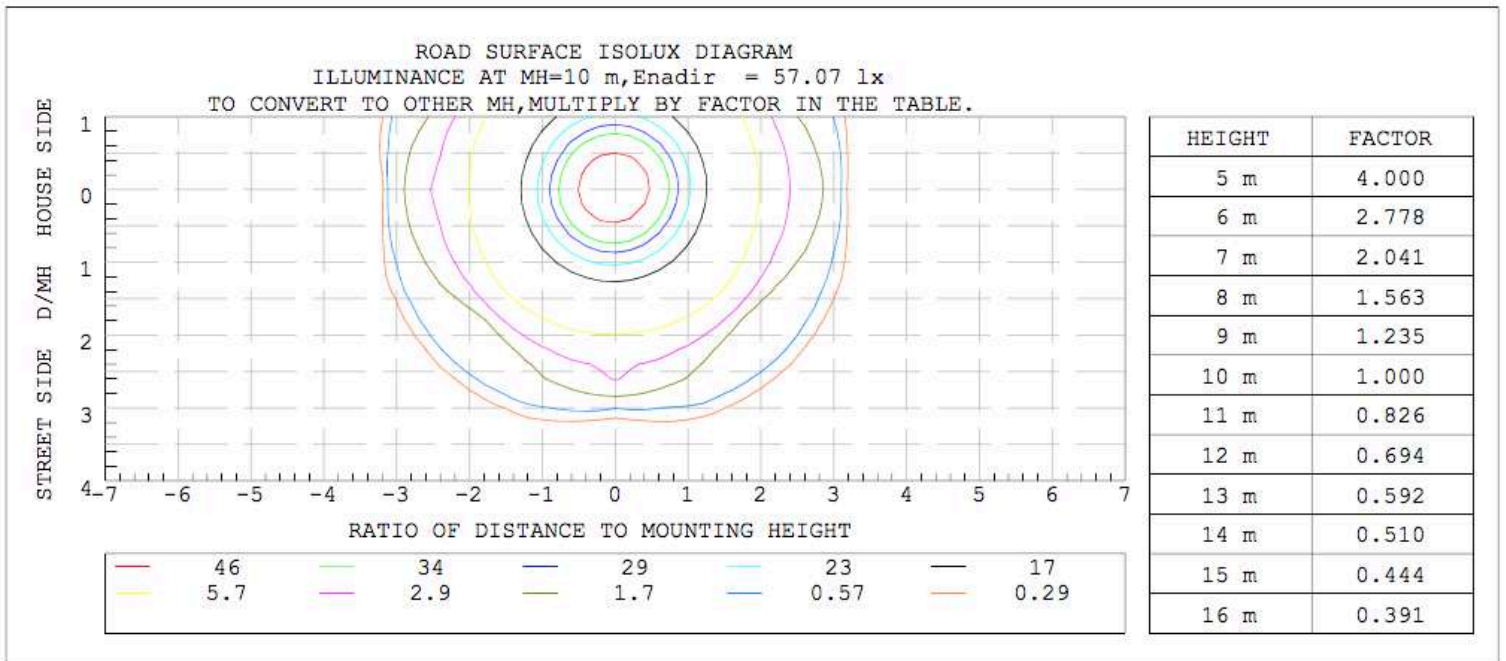 ROAD SURFACE ISOLUX DIAGRAM
ILLUMINANCE AT MH=10 m,Enadir = 57.07 lx
TO CONVERT TO OTHER MH,MULTIPLY BY FACTOR IN THE TABLE.
STREET SIDE D/MH HOUSE SIDE
1
0
1
2
3
4
-7 -6 -5 -4 -3 -2 -1 0 1 2 3 4 5 6 7
RATIO OF DISTANCE TO MOUNTING HEIGHT
46 34 29 23 17
5.7 2.9 1.7 0.57 0.29
HEIGHT FACTOR
5 m 4.000
6 m 2.778
7 m 2.041
8 m 1.563
9 m 1.235
10 m 1.000
11 m 0.826
12 m 0.694
13 m 0.592
14 m 0.510
15 m 0.444
16 m 0.391